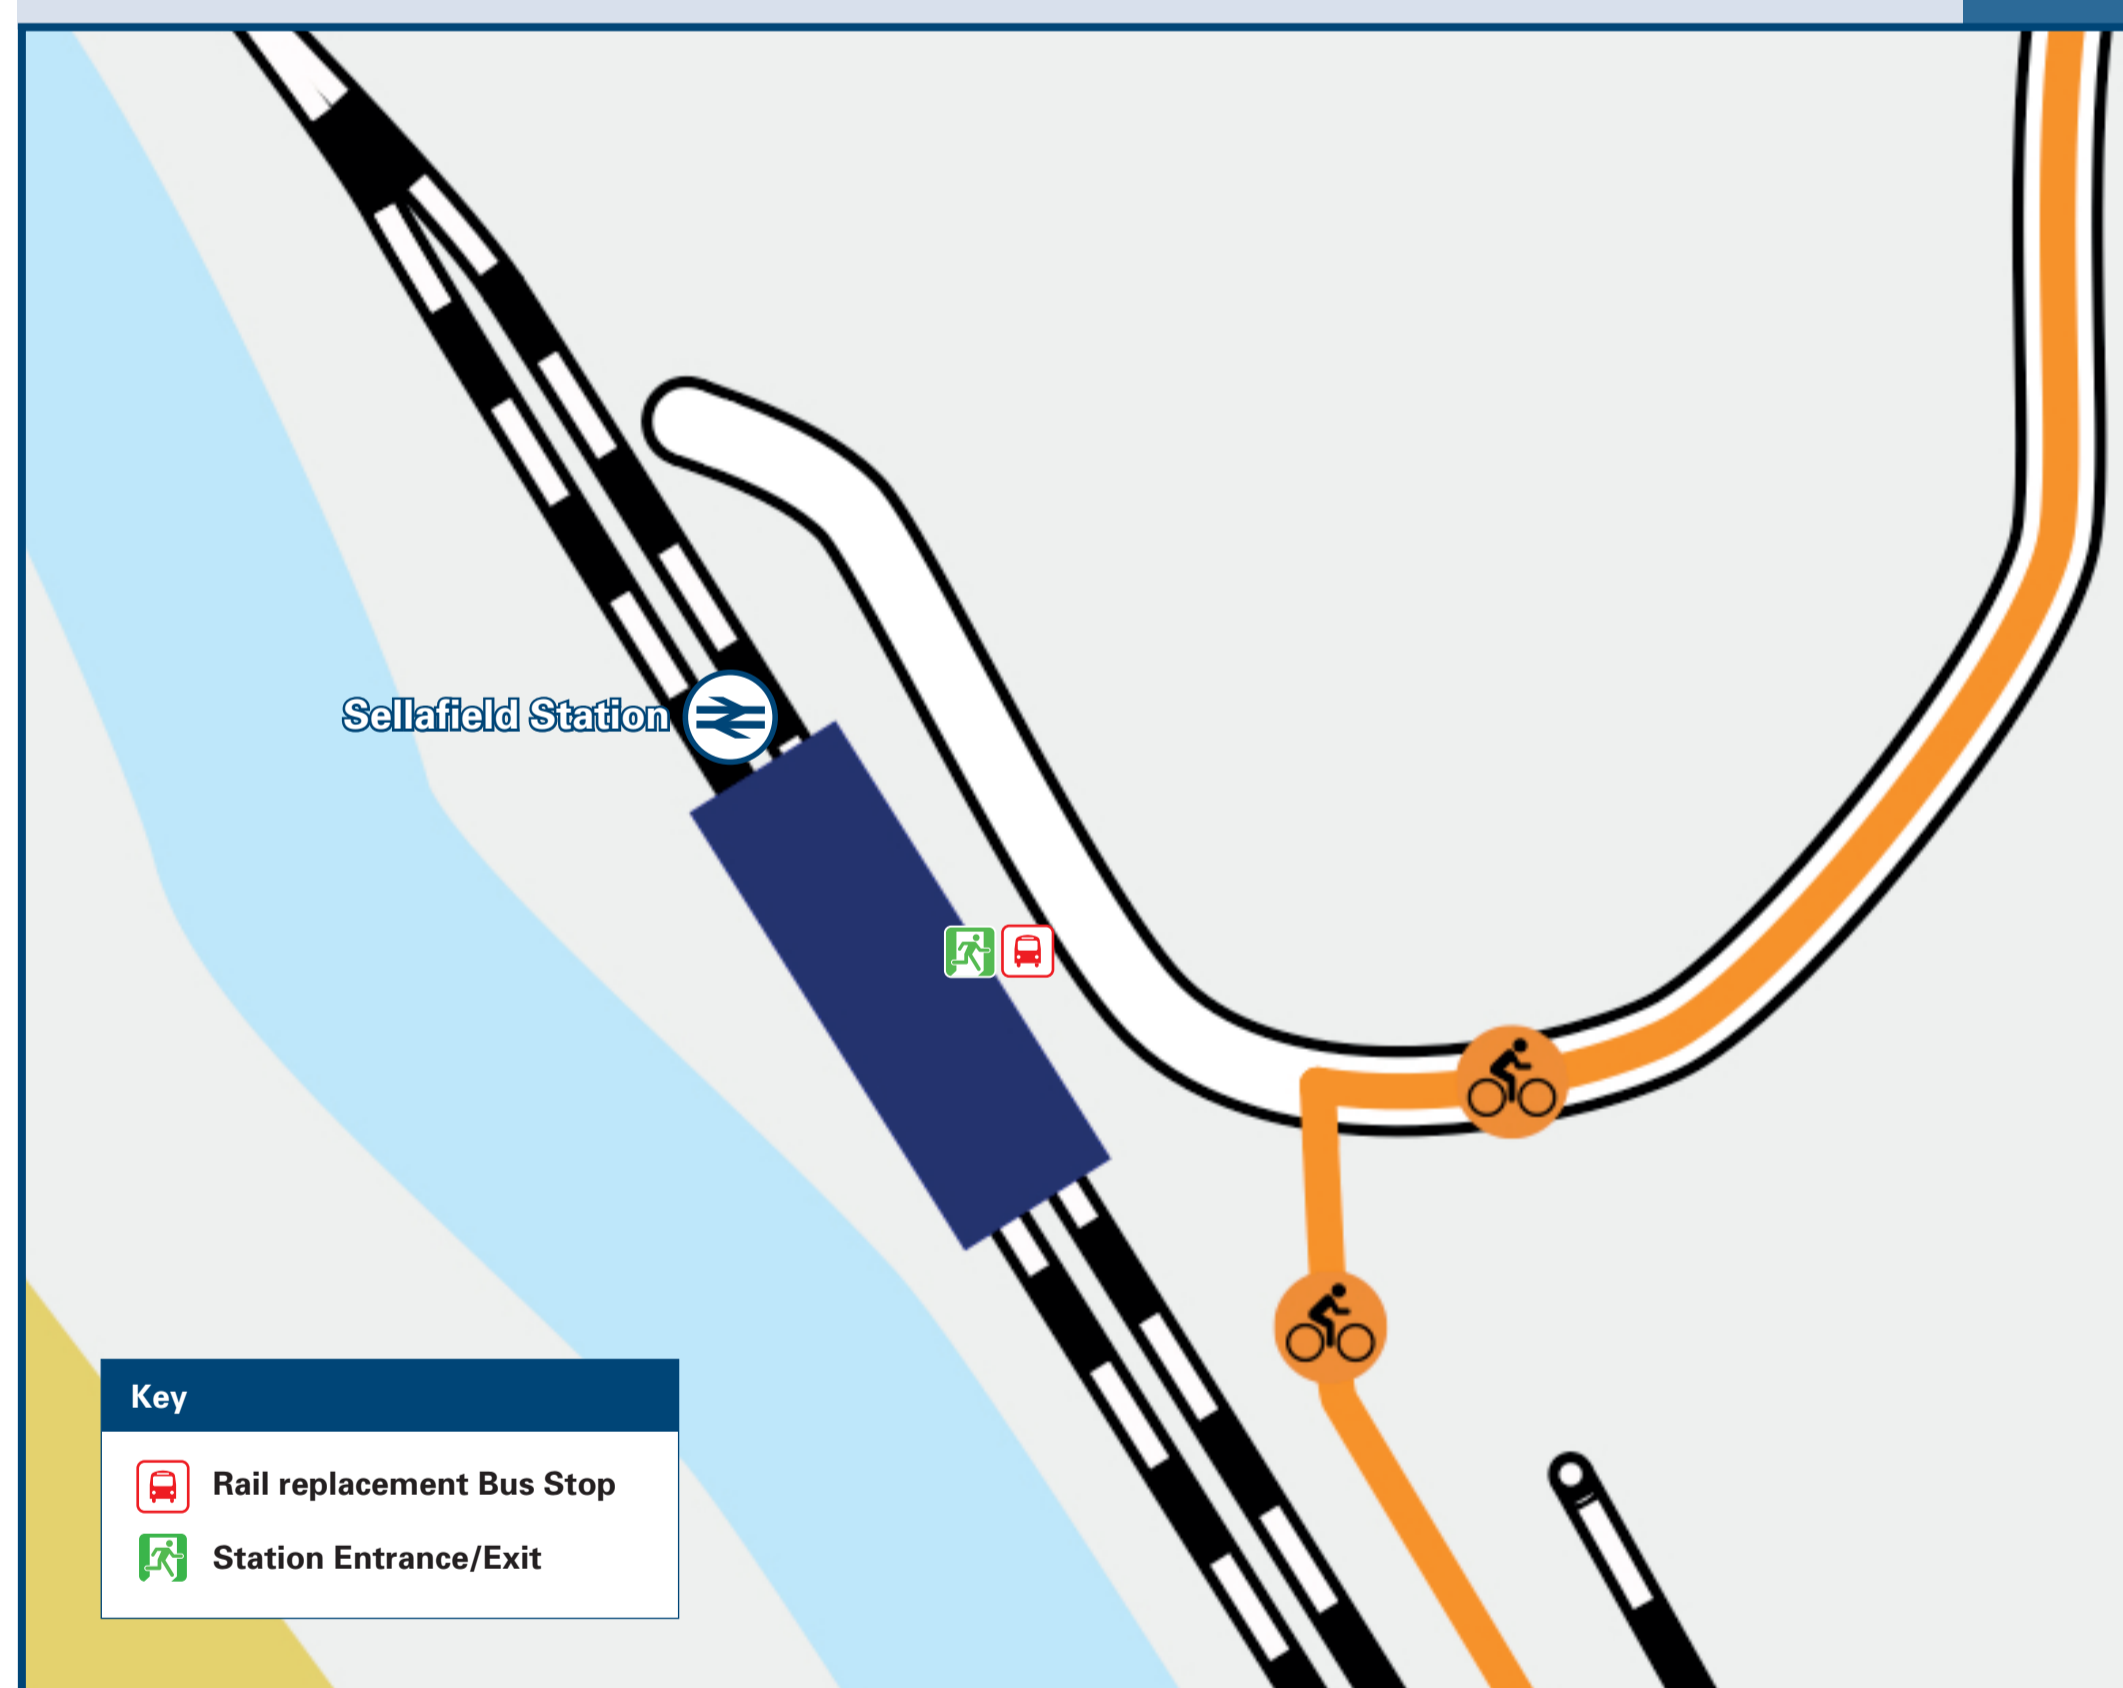 Sellafield Station
Key
Rail replacement Bus Stop
Station Entrance/Exit